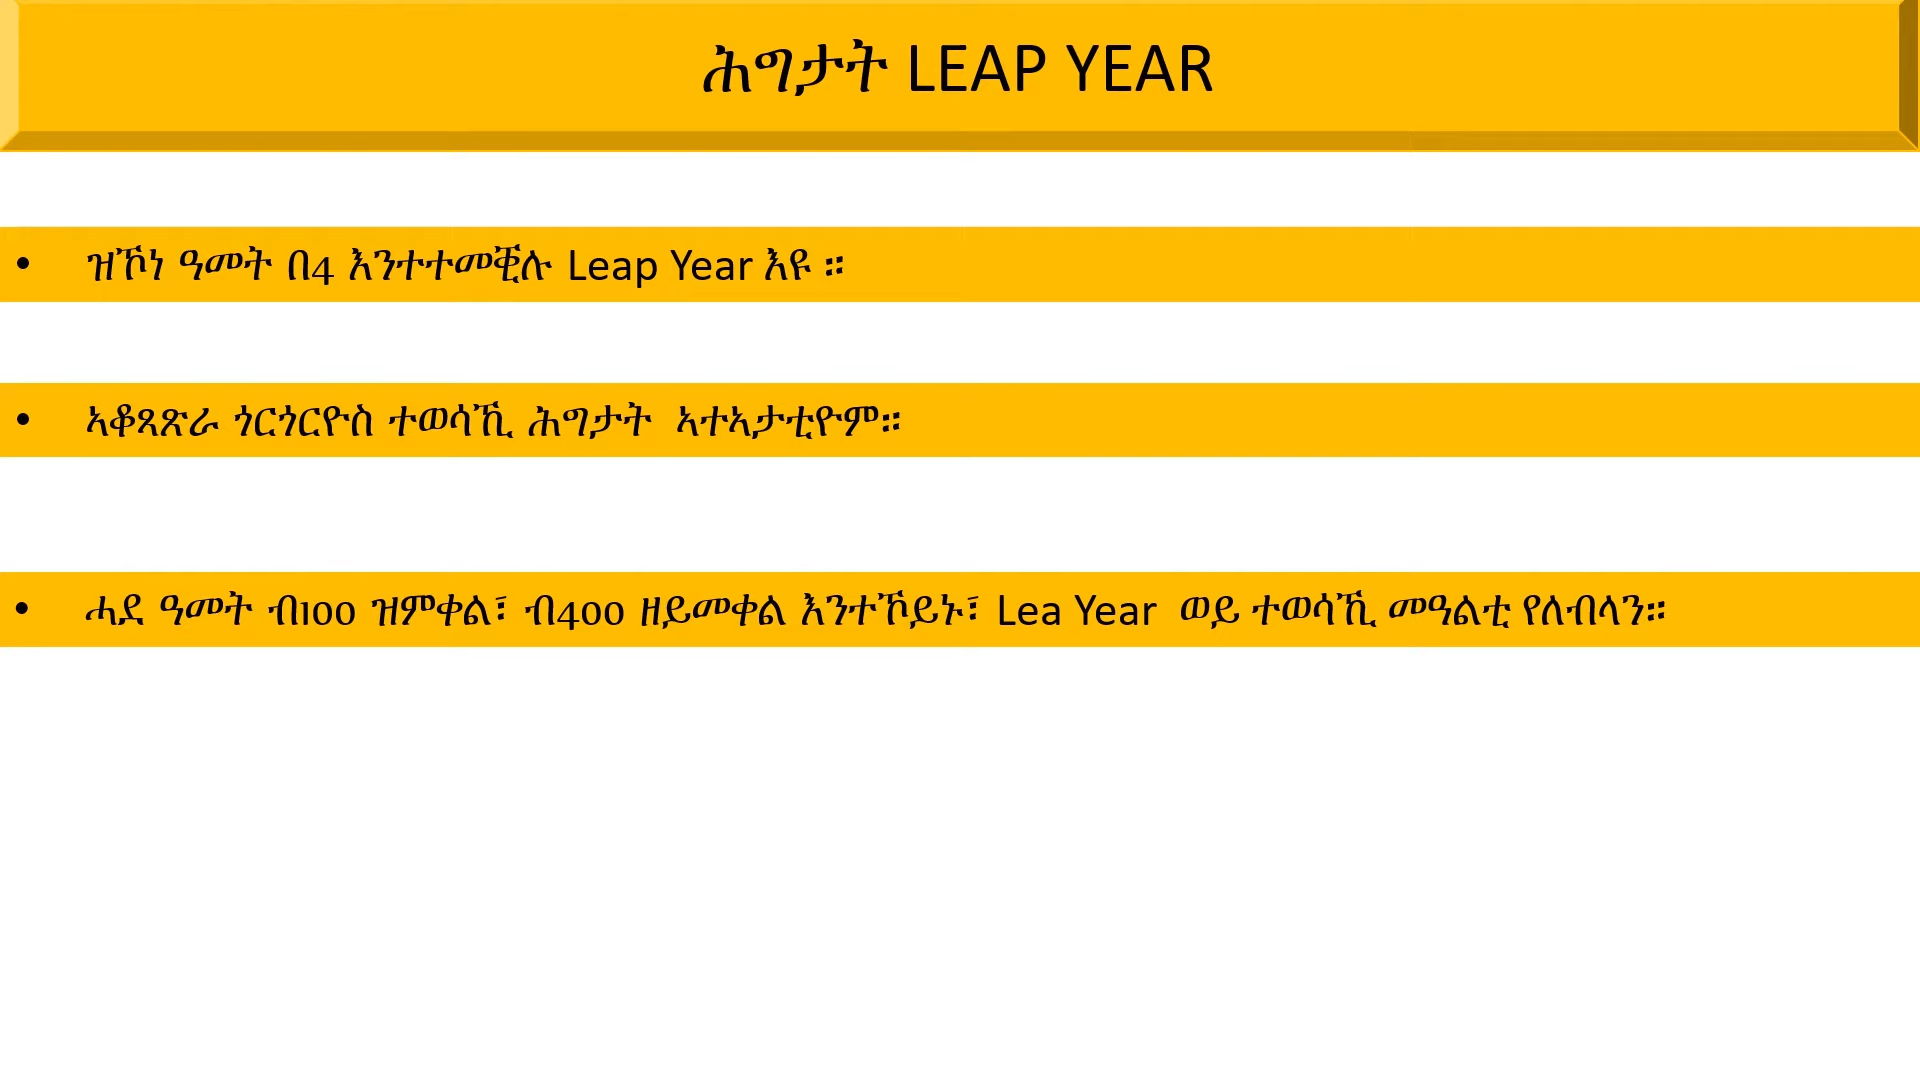 ሕግታት LEAP YEAR
• ዝኾነ ዓመት በ4 እንተተመቒሉ Leap Year እዩ ።
• ኣቆጻጽራ ጎርጎርዮስ ተወሳኺ ሕግታት ኣተኣታቲዮም።
• ሓደ ዓመት ብ100 ዝምቀል፣ ብ400 ዘይመቀል እንተኾይኑ፣ Lea Year ወይ ተወሳኺ መዓልቲ የለብላን።